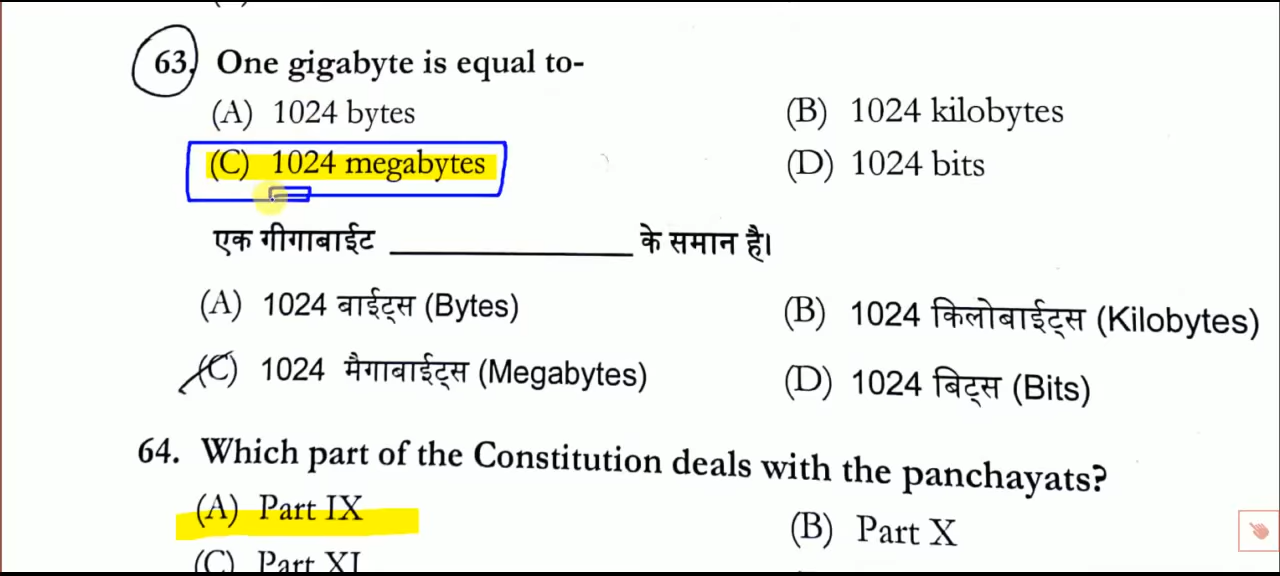 63. One gigabyte is equal to-
(A) 1024 bytes (B) 1024 kilobytes
(C) 1024 megabytes (D) 1024 bits
एक गीगाबाईट ____________ के समान है।
(A) 1024 बाईट्स (Bytes) (B) 1024 किलोबाईट्स (Kilobytes)
(C) 1024 मैगाबाईट्स (Megabytes) (D) 1024 बिट्स (Bits)
64. Which part of the Constitution deals with the panchayats?
(A) Part IX (B) Part X
(C) Part XI